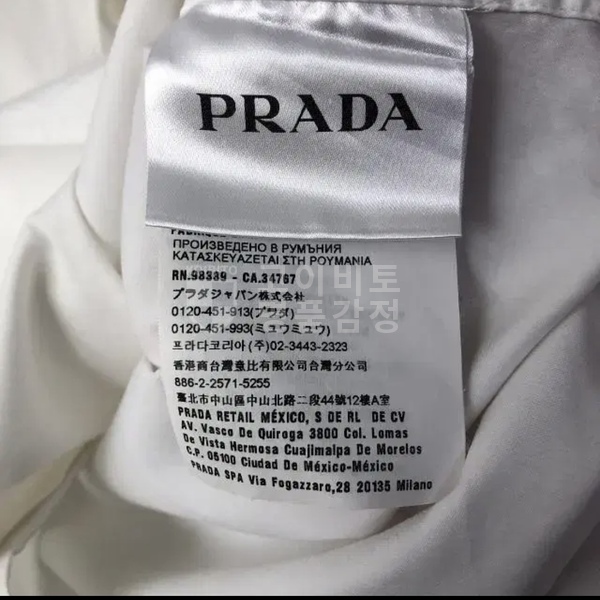 PRADA
ПРОИЗВЕДЕНО В РУМЪНИЯ
ΚΑΤΑΣΚΕΥΑΖΕΤΑΙ ΣΤΗ ΡΟΥΜΑΝΙΑ
RN.98339 - CA.34767
プラダジャパン株式会社
0120-451-913(プラダ)
0120-451-993(ミュウミュウ)
프라다코리아(주)02-3443-2323
香港商台灣壹比有限公司台灣分公司
886-2-2571-5255
臺北市中山區中山北路二段44號12樓A室
PRADA RETAIL MÉXICO, S DE RL DE CV
AV. Vasco De Quiroga 3800 Col. Lomas
De Vista Hermosa Cuajimalpa De Morelos
C.P. 05100 Ciudad De México-México
PRADA SPA Via Fogazzaro,28 20135 Milano